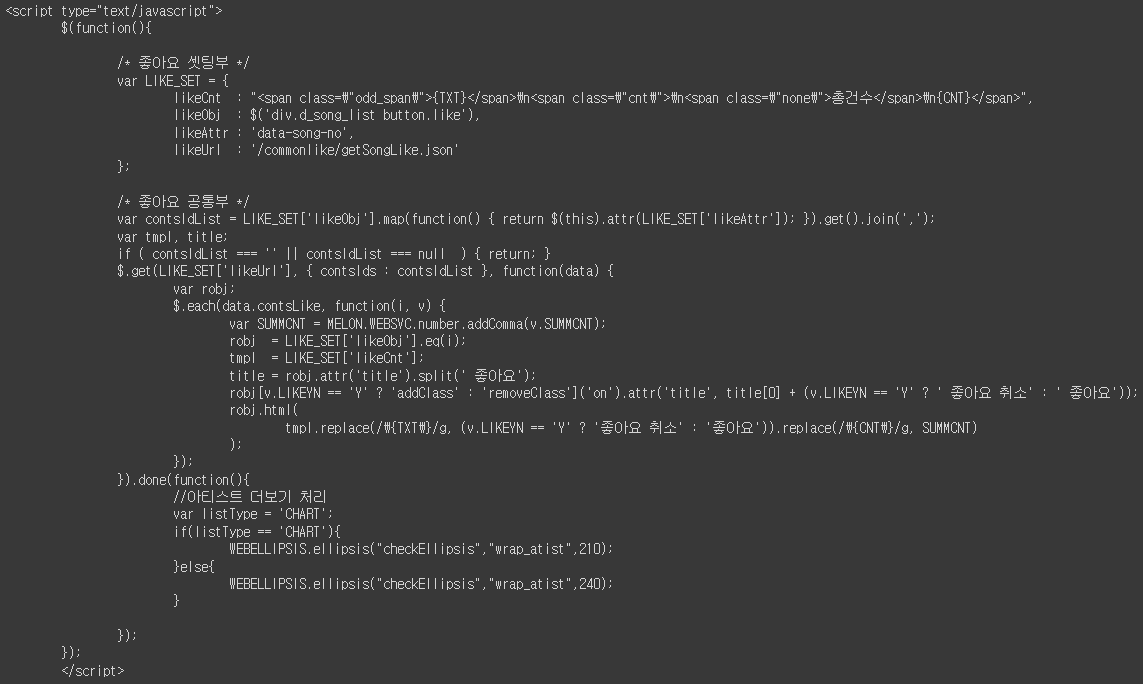 <script type="text/javascript">
$(function(){
/* 좋아요 셋팅부 */
var LIKE_SET = {
likeCnt : "<span class=₩"odd_span₩">{TXT}</span>₩n<span class=₩"cnt₩">₩n<span class=₩"none₩">총건수</span>₩n{CNT}</span>",
likeObj : $('div.d_song_list button.like'),
likeAttr : 'data-song-no',
likeUrl : '/commonlike/getSongLike.json'
};
/* 좋아요 공통부 */
var contsIdList = LIKE_SET['likeObj'].map(function() { return $(this).attr(LIKE_SET['likeAttr']); }).get().join(',');
var tmpl, title;
if ( contsIdList === '' || contsIdList === null ) { return; }
$.get(LIKE_SET['likeUrl'], { contsIds : contsIdList }, function(data) {
var robj;
$.each(data.contsLike, function(i, v) {
var SUMMCNT = MELON.WEBSVC.number.addComma(v.SUMMCNT);
robj = LIKE_SET['likeObj'].eq(i);
tmpl = LIKE_SET['likeCnt'];
title = robj.attr('title').split(' 좋아요');
robj[v.LIKEYN == 'Y' ? 'addClass' : 'removeClass']('on').attr('title', title[0] + (v.LIKEYN == 'Y' ? ' 좋아요 취소' : ' 좋아요'));
robj.html(
tmpl.replace(/₩{TXT₩}/g, (v.LIKEYN == 'Y' ? '좋아요 취소' : '좋아요')).replace(/₩{CNT₩}/g, SUMMCNT)
);
});
}).done(function(){
//아티스트 더보기 처리
var listType = 'CHART';
if(listType == 'CHART'){
WEBELLIPSIS.ellipsis("checkEllipsis","wrap_atist",210);
}else{
WEBELLIPSIS.ellipsis("checkEllipsis","wrap_atist",240);
}
});
});
</script>